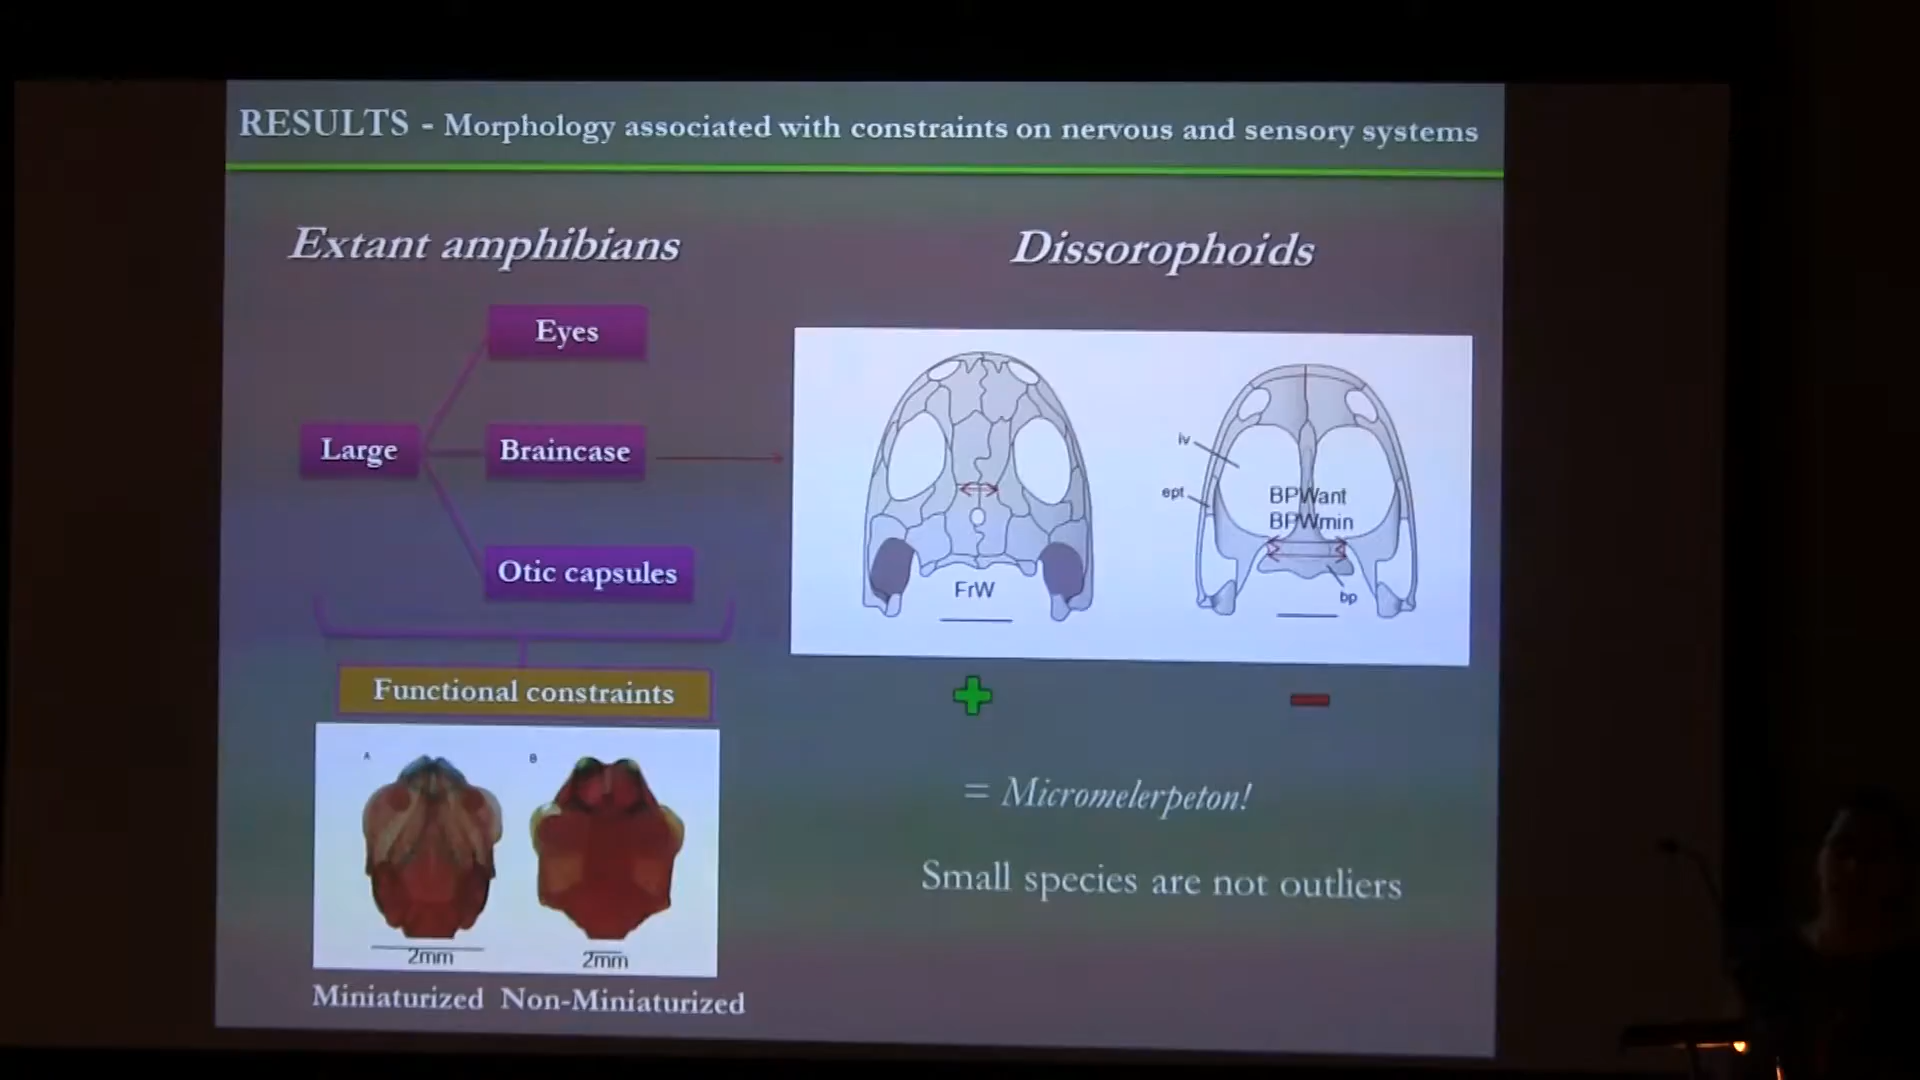 RESULTS - Morphology associated with constraints on nervous and sensory systems
Extant amphibians
Dissorophoids
Eyes
Large
Braincase
Otic capsules
Functional constraints
A
B
2mm
2mm
Miniaturized
Non-Miniaturized
FrW
iv
ept
BPWant
BPWmin
bp
= Micromelerpeton!
Small species are not outliers